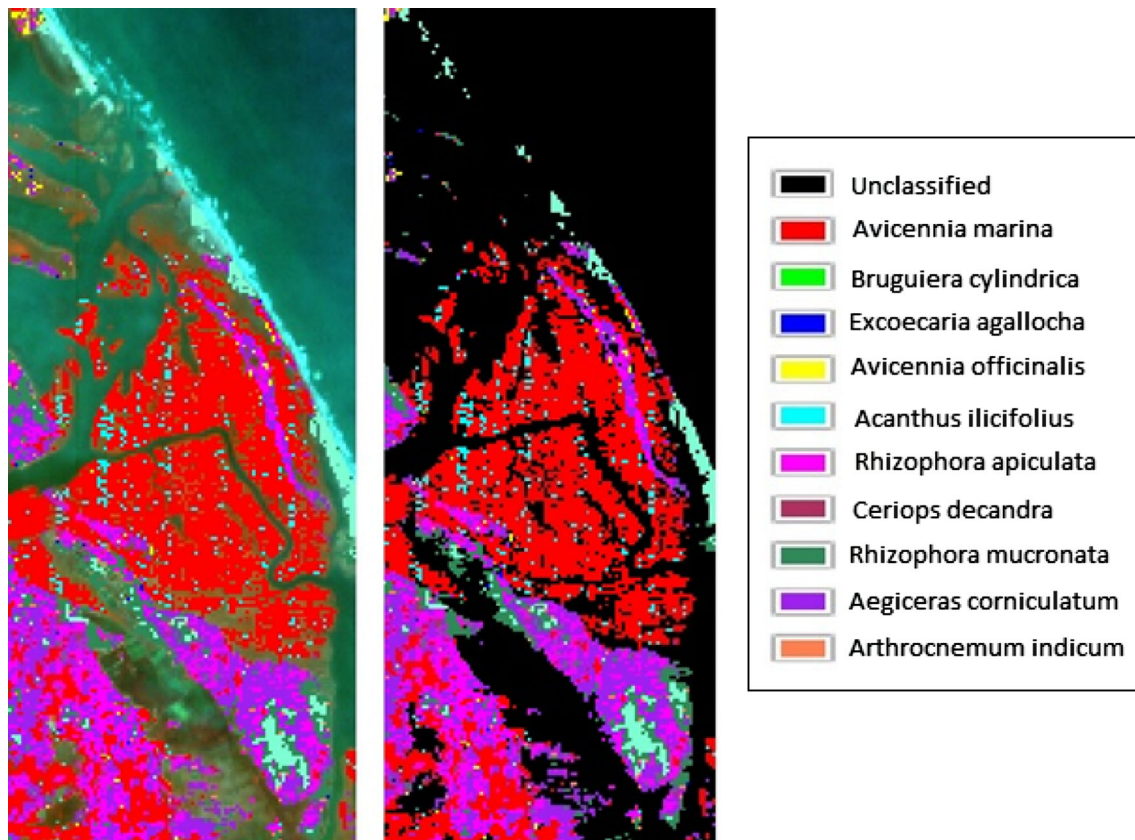 Unclassified
Avicennia marina
Bruguiera cylindrica
Excoecaria agallocha
Avicennia officinalis
Acanthus ilicifolius
Rhizophora apiculata
Ceriops decandra
Rhizophora mucronata
Aegiceras corniculatum
Arthrocnemum indicum